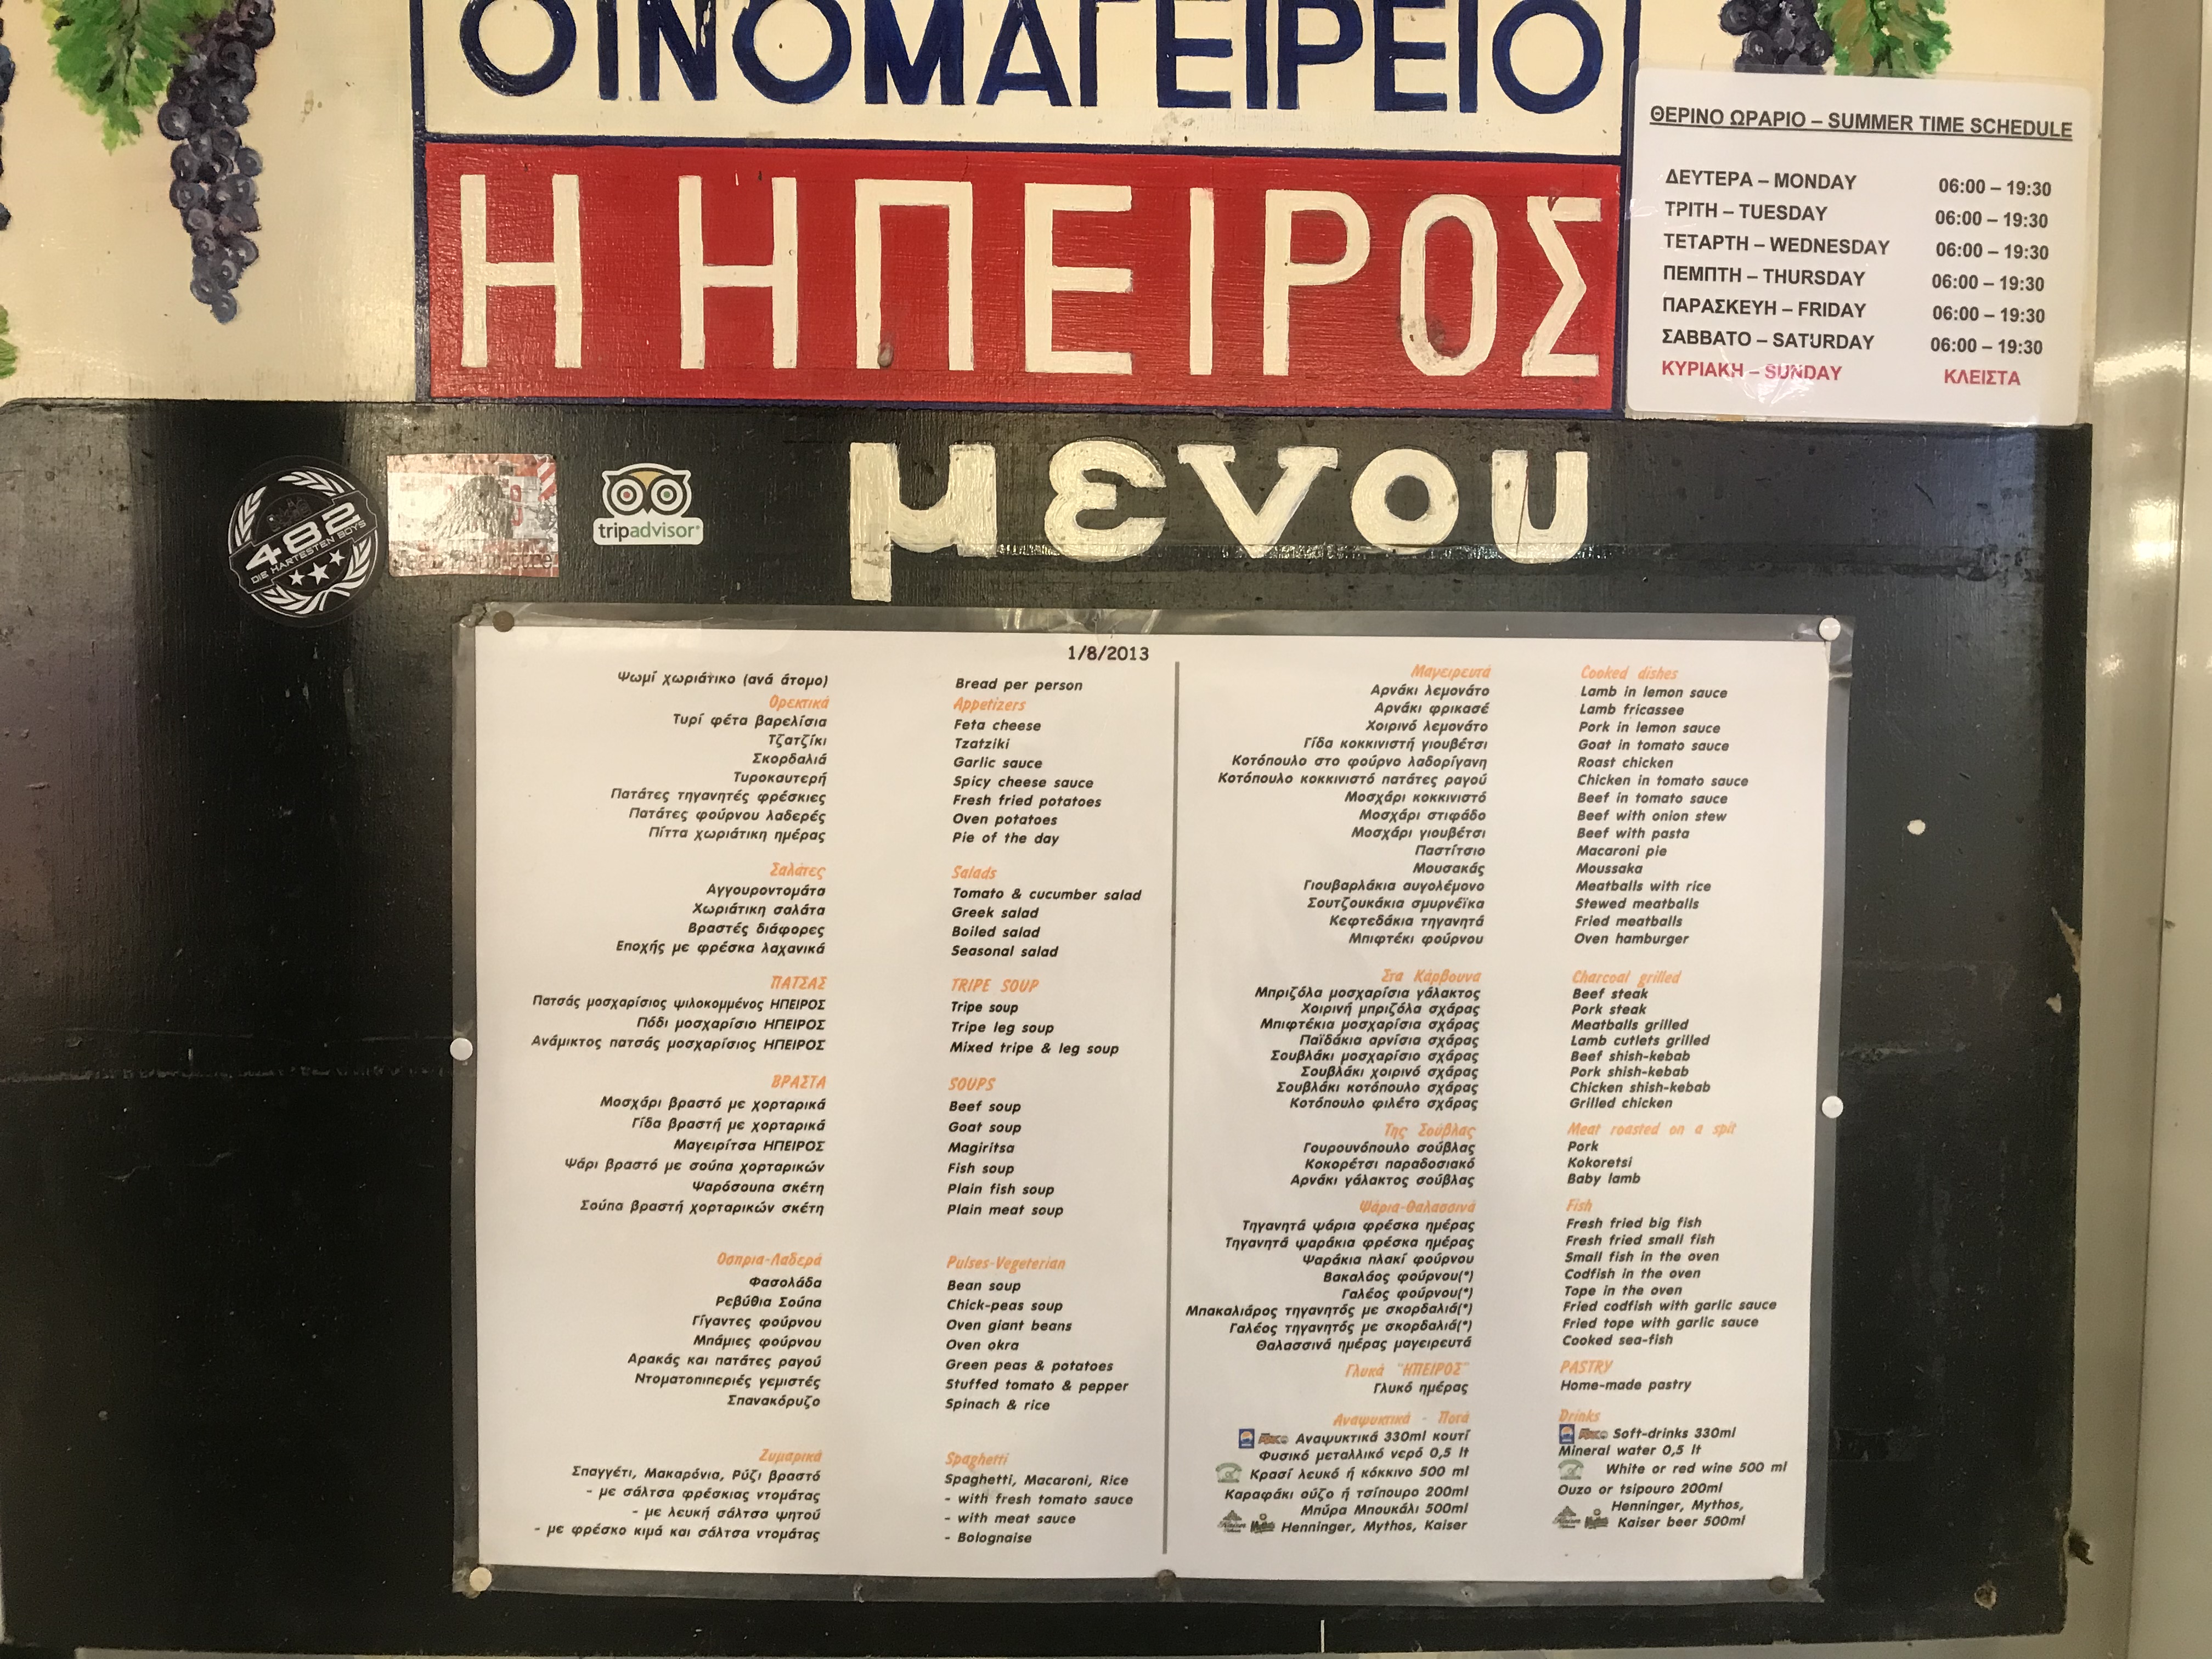 ΟΙΝΟΜΑΓΕΙΡΕΙΟ
Η ΗΠΕΙΡΟΣ
ΘΕΡΙΝΟ ΩΡΑΡΙΟ – SUMMER TIME SCHEDULE
ΔΕΥΤΕΡΑ – MONDAY 06:00 – 19:30
ΤΡΙΤΗ – TUESDAY 06:00 – 19:30
ΤΕΤΑΡΤΗ – WEDNESDAY 06:00 – 19:30
ΠΕΜΠΤΗ – THURSDAY 06:00 – 19:30
ΠΑΡΑΣΚΕΥΗ – FRIDAY 06:00 – 19:30
ΣΑΒΒΑΤΟ – SATURDAY 06:00 – 19:30
ΚΥΡΙΑΚΗ – SUNDAY ΚΛΕΙΣΤΑ
482
DIE HARTESTEN BOYS
tripadvisor®
μενου
1/8/2013
Ψωμί χωριάτικο (ανά άτομο) Bread per person
Ορεκτικά Appetizers
Τυρί φέτα βαρελίσια Feta cheese
Τζατζίκι Tzatziki
Σκορδαλιά Garlic sauce
Τυροκαυτερή Spicy cheese sauce
Πατάτες τηγανητές φρέσκιες Fresh fried potatoes
Πατάτες φούρνου λαδερές Oven potatoes
Πίττα χωριάτικη ημέρας Pie of the day
Σαλάτες Salads
Αγγουροντομάτα Tomato & cucumber salad
Χωριάτικη σαλάτα Greek salad
Βραστές διάφορες Boiled salad
Εποχής με φρέσκα λαχανικά Seasonal salad
ΠΑΤΣΑΣ TRIPE SOUP
Πατσάς μοσχαρίσιος ψιλοκομμένος ΗΠΕΙΡΟΣ Tripe soup
Πόδι μοσχαρίσιο ΗΠΕΙΡΟΣ Tripe leg soup
Ανάμικτος πατσάς μοσχαρίσιος ΗΠΕΙΡΟΣ Mixed tripe & leg soup
ΒΡΑΣΤΑ SOUPS
Μοσχάρι βραστό με χορταρικά Beef soup
Γίδα βραστή με χορταρικά Goat soup
Μαγειρίτσα ΗΠΕΙΡΟΣ Magiritsa
Ψάρι βραστό με σούπα χορταρικών Fish soup
Ψαρόσουπα σκέτη Plain fish soup
Σούπα βραστή χορταρικών σκέτη Plain meat soup
Οσπρια-Λαδερά Pulses-Vegeterian
Φασολάδα Bean soup
Ρεβύθια Σούπα Chick-peas soup
Γίγαντες φούρνου Oven giant beans
Μπάμιες φούρνου Oven okra
Αρακάς και πατάτες ραγού Green peas & potatoes
Ντοματοπιπεριές γεμιστές Stuffed tomato & pepper
Σπανακόρυζο Spinach & rice
Ζυμαρικά Spaghetti
Σπαγγέτι, Μακαρόνια, Ρύζι βραστό Spaghetti, Macaroni, Rice
- με σάλτσα φρέσκιας ντομάτας - with fresh tomato sauce
- με λευκή σάλτσα ψητού - with meat sauce
- με φρέσκο κιμά και σάλτσα ντομάτας - Bolognaise
Μαγειρευτά Cooked dishes
Αρνάκι λεμονάτο Lamb in lemon sauce
Αρνάκι φρικασέ Lamb fricassee
Χοιρινό λεμονάτο Pork in lemon sauce
Γίδα κοκκινιστή γιουβέτσι Goat in tomato sauce
Κοτόπουλο στο φούρνο λαδορίγανη Roast chicken
Κοτόπουλο κοκκινιστό πατάτες ραγού Chicken in tomato sauce
Μοσχάρι κοκκινιστό Beef in tomato sauce
Μοσχάρι στιφάδο Beef with onion stew
Μοσχάρι γιουβέτσι Beef with pasta
Παστίτσιο Macaroni pie
Μουσακάς Moussaka
Γιουβαρλάκια αυγολέμονο Meatballs with rice
Σουτζουκάκια σμυρνέϊκα Stewed meatballs
Κεφτεδάκια τηγανητά Fried meatballs
Μπιφτέκι φούρνου Oven hamburger
Στα Κάρβουνα Charcoal grilled
Μπριζόλα μοσχαρίσια γάλακτος Beef steak
Χοιρινή μπριζόλα σχάρας Pork steak
Μπιφτέκια μοσχαρίσια σχάρας Meatballs grilled
Παϊδάκια αρνίσια σχάρας Lamb cutlets grilled
Σουβλάκι μοσχαρίσιο σχάρας Beef shish-kebab
Σουβλάκι χοιρινό σχάρας Pork shish-kebab
Σουβλάκι κοτόπουλο σχάρας Chicken shish-kebab
Κοτόπουλο φιλέτο σχάρας Grilled chicken
Της Σούβλας Meat roasted on a spit
Γουρουνόπουλο σούβλας Pork
Κοκορέτσι παραδοσιακό Kokoretsi
Αρνάκι γάλακτος σούβλας Baby lamb
Ψάρια-Θαλασσινά Fish
Τηγανητά ψάρια φρέσκα ημέρας Fresh fried big fish
Τηγανητά ψαράκια φρέσκα ημέρας Fresh fried small fish
Ψαράκια πλακί φούρνου Small fish in the oven
Βακαλάος φούρνου(*) Codfish in the oven
Γαλέος φούρνου(*) Tope in the oven
Μπακαλιάρος τηγανητός με σκορδαλιά(*) Fried codfish with garlic sauce
Γαλέος τηγανητός με σκορδαλιά(*) Fried tope with garlic sauce
Θαλασσινά ημέρας μαγειρευτά Cooked sea-fish
Γλυκά "ΗΠΕΙΡΟΣ" PASTRY
Γλυκό ημέρας Home-made pastry
Αναψυκτικά - Ποτά Drinks
Αναψυκτικά 330ml κουτί Soft-drinks 330ml
Φυσικό μεταλλικό νερό 0,5 lt Mineral water 0,5 lt
Κρασί λευκό ή κόκκινο 500 ml White or red wine 500 ml
Καραφάκι ούζο ή τσίπουρο 200ml Ouzo or tsipouro 200ml
Μπύρα Μπουκάλι 500ml Henninger, Mythos,
Henninger, Mythos, Kaiser Kaiser beer 500ml